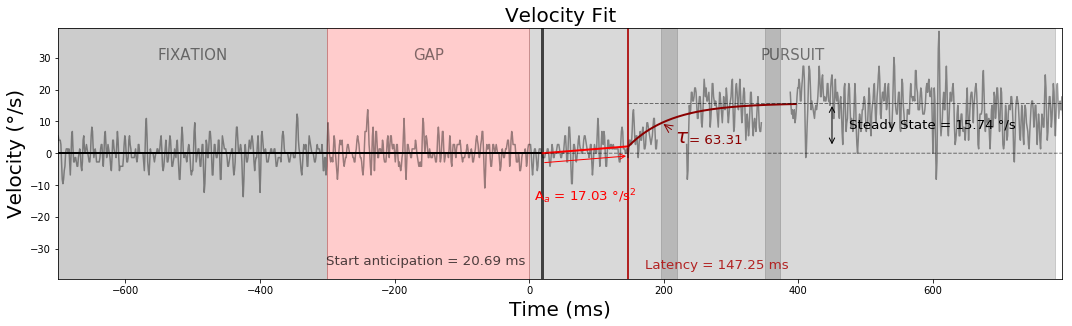 Velocity Fit
FIXATION
GAP
PURSUIT
Velocity (°/s)
30
20
10
0
−10
−20
−30
τ = 63.31
Steady State = 15.74 °/s
Aa = 17.03 °/s²
Start anticipation = 20.69 ms
Latency = 147.25 ms
−600
−400
−200
0
200
400
600
Time (ms)